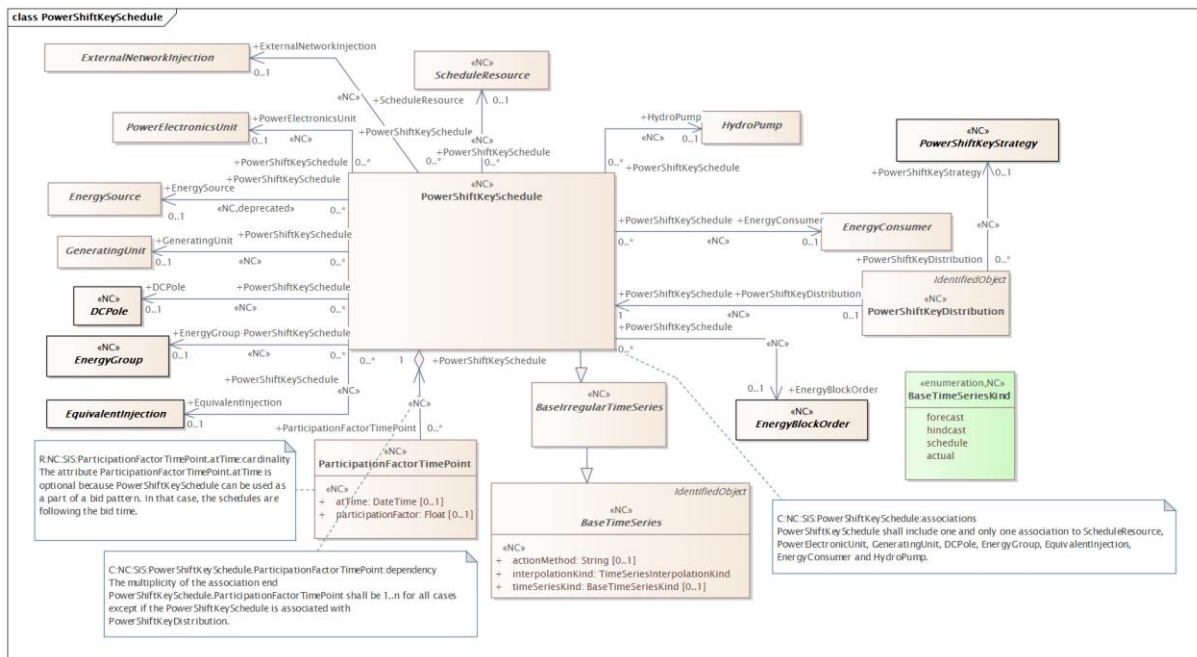 class PowerShiftKeySchedule
ExternalNetworkInjection
+ExternalNetworkInjection
0..1
«NC»
+ScheduleResource
+PowerShiftKeySchedule
0..*
«NC»
ScheduleResource
0..1
«NC»
+PowerShiftKeySchedule
0..*
PowerElectronicsUnit
+PowerElectronicsUnit
0..1
«NC»
+PowerShiftKeySchedule
0..*
HydroPump
+HydroPump
«NC»
0..1
0..*
+PowerShiftKeySchedule
«NC»
PowerShiftKeyStrategy
+PowerShiftKeyStrategy
0..1
«NC»
+PowerShiftKeyDistribution
0..*
EnergySource
+EnergySource
0..1
+PowerShiftKeySchedule
«NC,deprecated»
0..*
«NC»
PowerShiftKeySchedule
GeneratingUnit
+GeneratingUnit
0..1
+PowerShiftKeySchedule
«NC»
0..*
+PowerShiftKeySchedule
+EnergyConsumer
0..*
«NC»
0..1
EnergyConsumer
IdentifiedObject
«NC»
PowerShiftKeyDistribution
+PowerShiftKeySchedule
+PowerShiftKeyDistribution
1
«NC»
0..*
«NC»
DCPole
+DCPole
0..1
+PowerShiftKeySchedule
«NC»
0..*
«NC»
EnergyGroup
+EnergyGroup
+PowerShiftKeySchedule
0..1
«NC»
0..*
+PowerShiftKeySchedule
0..*
«NC»
0..1
+EnergyBlockOrder
«NC»
EnergyBlockOrder
«NC»
EquivalentInjection
+EquivalentInjection
0..1
+PowerShiftKeySchedule
«NC»
0..*
1
+PowerShiftKeySchedule
«NC»
+ParticipationFactorTimePoint
0..*
«NC»
BaseIrregularTimeSeries
«enumeration,NC»
BaseTimeSeriesKind
forecast
hindcast
schedule
actual
R:NC:SIS:ParticipationFactorTimePoint.atTime:cardinality
The attribute ParticipationFactorTimePoint.atTime is
optional because PowerShiftKeySchedule can be used as
a part of a bid pattern. In that case, the schedules are
following the bid time.
«NC»
ParticipationFactorTimePoint
«NC»
+ atTime: DateTime [0..1]
+ participationFactor: Float [0..1]
IdentifiedObject
«NC»
BaseTimeSeries
«NC»
+ actionMethod: String [0..1]
+ interpolationKind: TimeSeriesInterpolationKind
+ timeSeriesKind: BaseTimeSeriesKind [0..1]
C:NC:SIS:PowerShiftKeySchedule:associations
PowerShiftKeySchedule shall include one and only one association to ScheduleResource,
PowerElectronicUnit, GeneratingUnit, DCPole, EnergyGroup, EquivalentInjection,
EnergyConsumer and HydroPump.
C:NC:SIS:PowerShiftKeySchedule.ParticipationFactorTimePoint:dependency
The multiplicity of the association end
PowerShiftKeySchedule.ParticipationFactorTimePoint shall be 1..n for all cases
except if the PowerShiftKeySchedule is associated with
PowerShiftKeyDistribution.